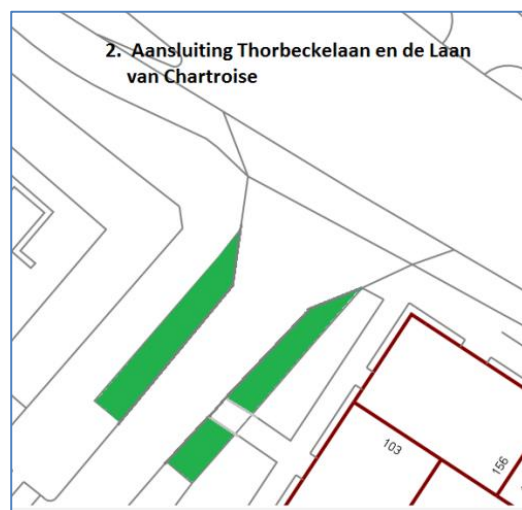 2. Aansluiting Thorbeckelaan en de Laan
van Chartroise
103
156